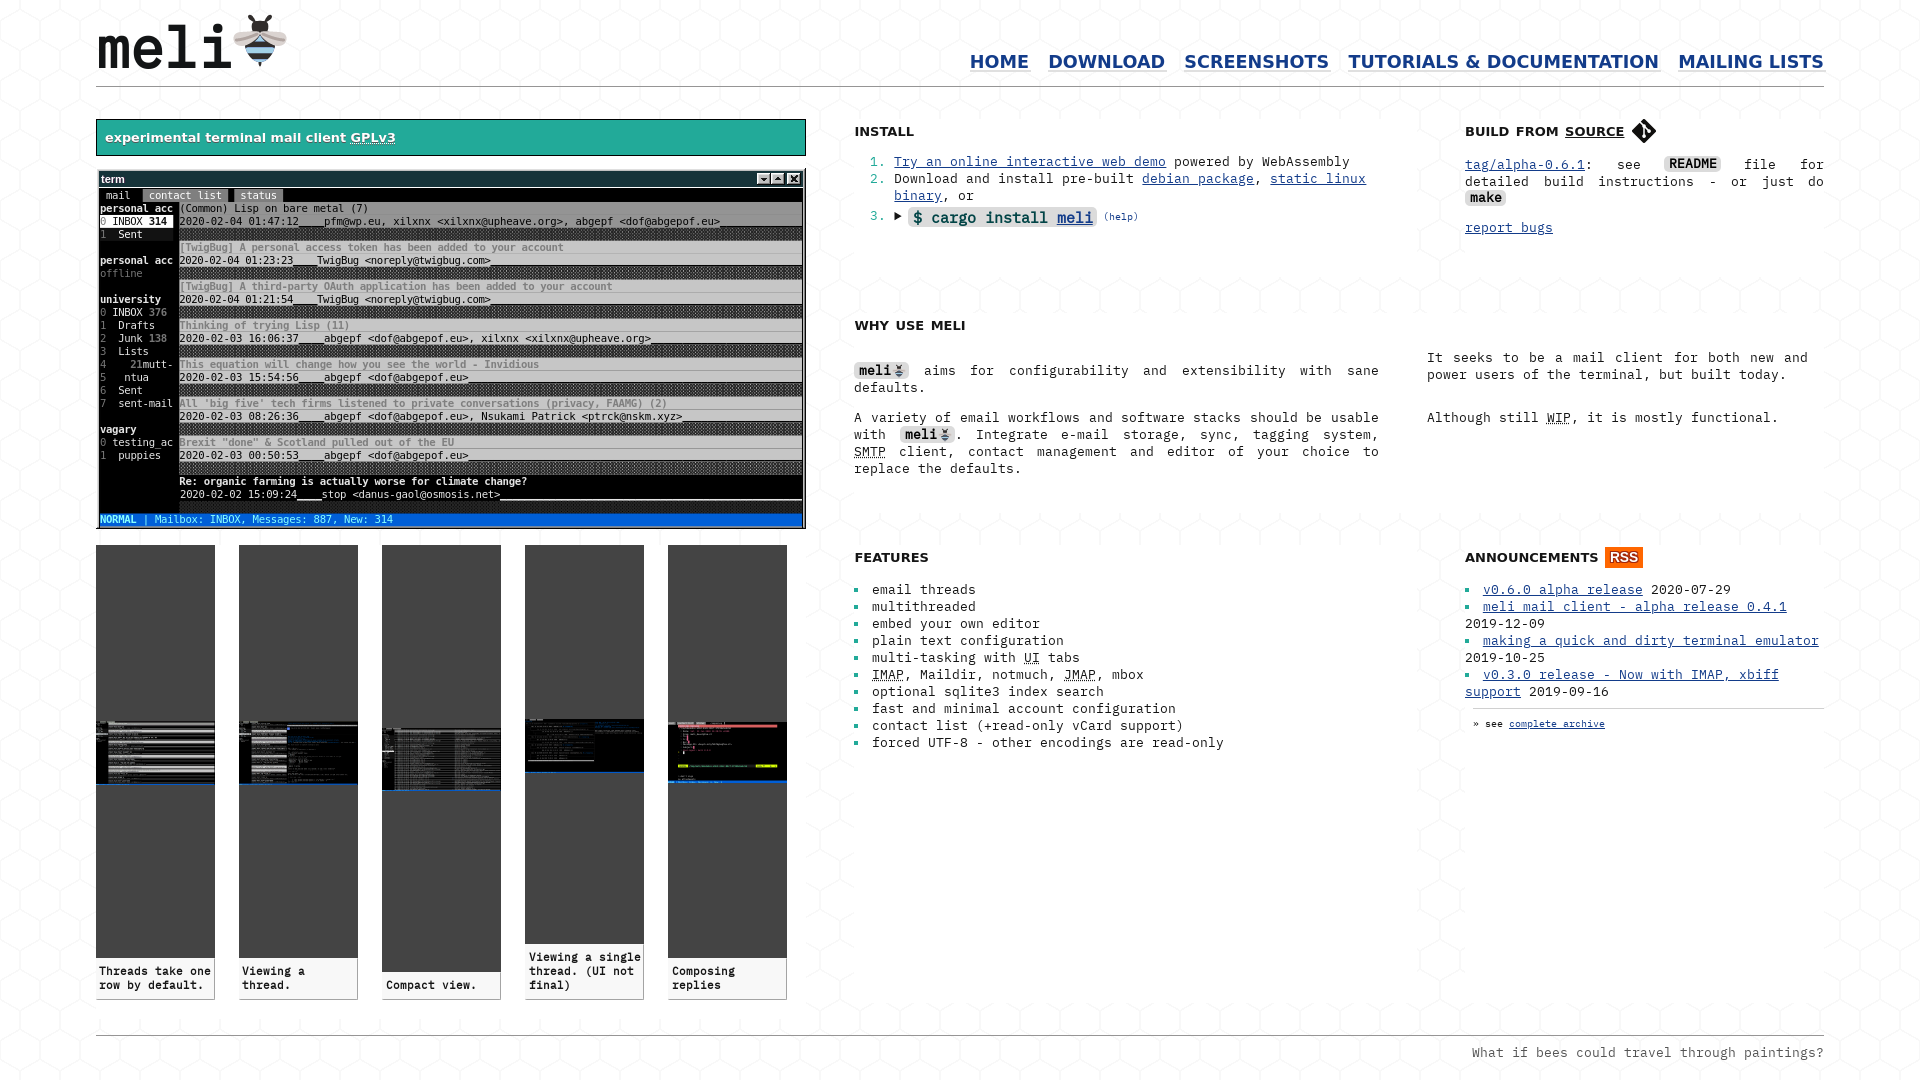 meli
HOME DOWNLOAD SCREENSHOTS TUTORIALS & DOCUMENTATION MAILING LISTS
experimental terminal mail client GPLv3
term
mail contact list status
personal acc
0 INBOX 314
1 Sent
personal acc
offline
university
0 INBOX 376
1 Drafts
2 Junk 138
3 Lists
4 21mutt-
5 ntua
6 Sent
7 sent-mail
vagary
0 testing_ac
1 puppies
(Common) Lisp on bare metal (7)
2020-02-04 01:47:12____pfm@wp.eu, xilxnx <xilxnx@upheave.org>, abgepf <dof@abgepof.eu>
[TwigBug] A personal access token has been added to your account
2020-02-04 01:23:23____TwigBug <noreply@twigbug.com>
[TwigBug] A third-party OAuth application has been added to your account
2020-02-04 01:21:54____TwigBug <noreply@twigbug.com>
Thinking of trying Lisp (11)
2020-02-03 16:06:37____abgepf <dof@abgepof.eu>, xilxnx <xilxnx@upheave.org>
This equation will change how you see the world - Invidious
2020-02-03 15:54:56____abgepf <dof@abgepof.eu>
All 'big five' tech firms listened to private conversations (privacy, FAAMG) (2)
2020-02-03 08:26:36____abgepf <dof@abgepof.eu>, Nsukami Patrick <ptrck@nskm.xyz>
Brexit "done" & Scotland pulled out of the EU
2020-02-03 00:50:53____abgepf <dof@abgepof.eu>
Re: organic farming is actually worse for climate change?
2020-02-02 15:09:24____stop <danus-gaol@osmosis.net>
NORMAL | Mailbox: INBOX, Messages: 887, New: 314
Threads take one
row by default.
Viewing a
thread.
Compact view.
Viewing a single
thread. (UI not
final)
Composing
replies
INSTALL
1. Try an online interactive web demo powered by WebAssembly
2. Download and install pre-built debian package, static linux
binary, or
3. $ cargo install meli (help)
BUILD FROM SOURCE
tag/alpha-0.6.1: see README file for
detailed build instructions - or just do
make
report bugs
WHY USE MELI
meli aims for configurability and extensibility with sane
defaults.
A variety of email workflows and software stacks should be usable
with meli. Integrate e-mail storage, sync, tagging system,
SMTP client, contact management and editor of your choice to
replace the defaults.
It seeks to be a mail client for both new and
power users of the terminal, but built today.
Although still WIP, it is mostly functional.
FEATURES
email threads
multithreaded
embed your own editor
plain text configuration
multi-tasking with UI tabs
IMAP, Maildir, notmuch, JMAP, mbox
optional sqlite3 index search
fast and minimal account configuration
contact list (+read-only vCard support)
forced UTF-8 - other encodings are read-only
ANNOUNCEMENTS RSS
v0.6.0 alpha release 2020-07-29
meli mail client - alpha release 0.4.1
2019-12-09
making a quick and dirty terminal emulator
2019-10-25
v0.3.0 release - Now with IMAP, xbiff
support 2019-09-16
» see complete archive
What if bees could travel through paintings?